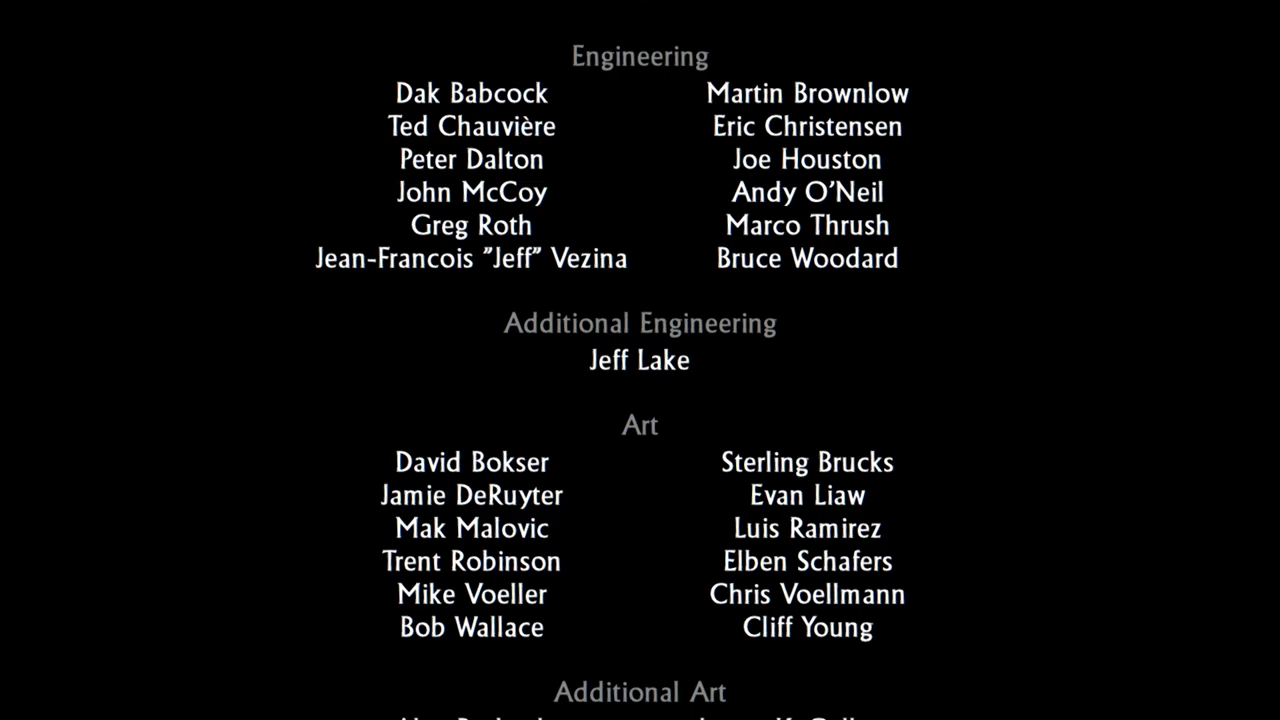 Engineering
Dak Babcock Martin Brownlow
Ted Chauvière Eric Christensen
Peter Dalton Joe Houston
John McCoy Andy O’Neil
Greg Roth Marco Thrush
Jean-Francois ”Jeff” Vezina Bruce Woodard
Additional Engineering
Jeff Lake
Art
David Bokser Sterling Brucks
Jamie DeRuyter Evan Liaw
Mak Malovic Luis Ramirez
Trent Robinson Elben Schafers
Mike Voeller Chris Voellmann
Bob Wallace Cliff Young
Additional Art